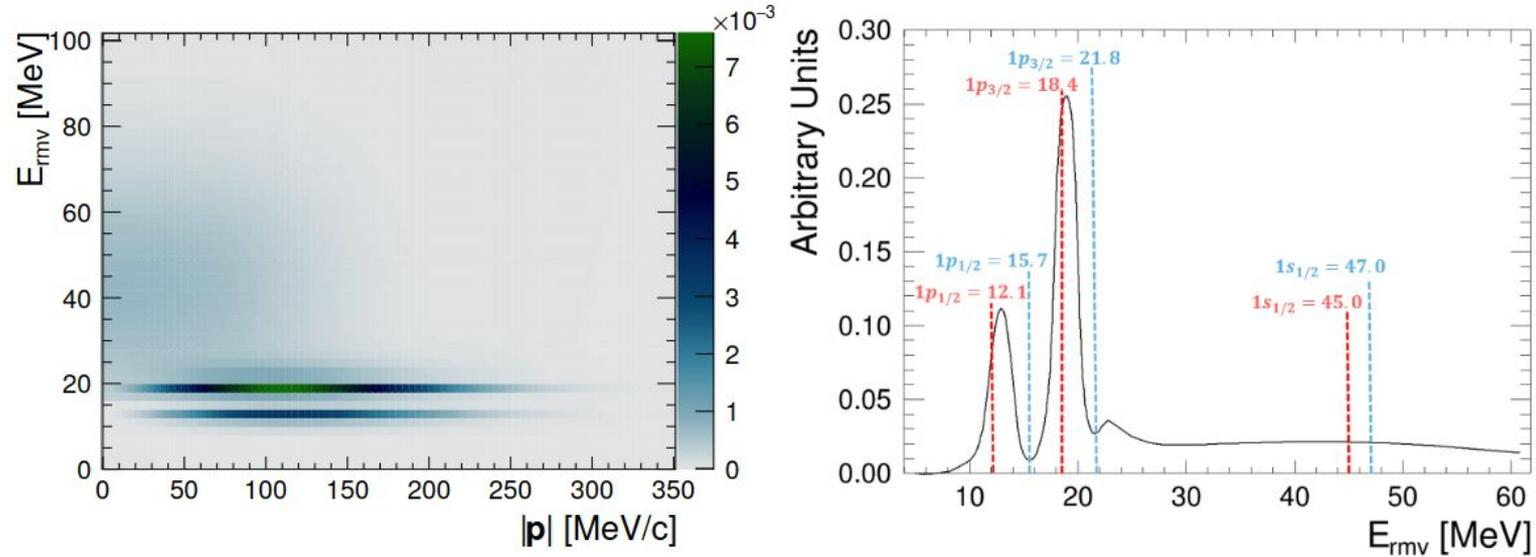 ×10⁻³
E_rmv [MeV]
100
80
60
40
20
0
7
6
5
4
3
2
1
0
0 50 100 150 200 250 300 350
|p| [MeV/c]
Arbitrary Units
0.30
0.25
0.20
0.15
0.10
0.05
0.00
1p_3/2 = 21.8
1p_3/2 = 18.4
1p_1/2 = 15.7
1p_1/2 = 12.1
1s_1/2 = 47.0
1s_1/2 = 45.0
10 20 30 40 50 60
E_rmv [MeV]